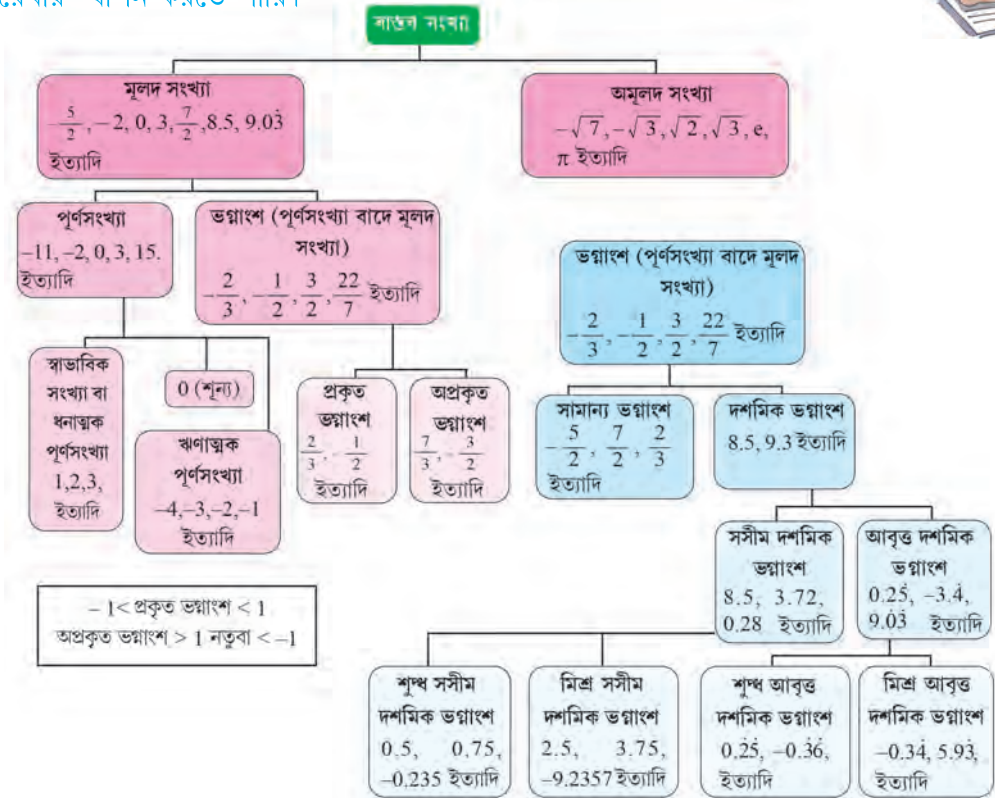 করতে পারি।
বাস্তব সংখ্যা
মূলদ সংখ্যা
-5/2, -2, 0, 3, 7/2, 8.5, 9.03̇
ইত্যাদি
অমূলদ সংখ্যা
-√7, -√3, √2, √3, e,
π ইত্যাদি
পূর্ণসংখ্যা
-11, -2, 0, 3, 15.
ইত্যাদি
ভগ্নাংশ (পূর্ণসংখ্যা বাদে মূলদ
সংখ্যা)
-2/3, -1/2, 3/2, 22/7 ইত্যাদি
ভগ্নাংশ (পূর্ণসংখ্যা বাদে মূলদ
সংখ্যা)
-2/3, -1/2, 3/2, 22/7 ইত্যাদি
স্বাভাবিক
সংখ্যা বা
ধনাত্মক
পূর্ণসংখ্যা
1,2,3,
ইত্যাদি
0 (শূন্য)
ঋণাত্মক
পূর্ণসংখ্যা
-4,-3,-2,-1
ইত্যাদি
প্রকৃত
ভগ্নাংশ
2/3, -1/2
ইত্যাদি
অপ্রকৃত
ভগ্নাংশ
7/3, -3/2
ইত্যাদি
সামান্য ভগ্নাংশ
-5/2, 7/2, 2/3
ইত্যাদি
দশমিক ভগ্নাংশ
8.5, 9.3 ইত্যাদি
সসীম দশমিক
ভগ্নাংশ
8.5, 3.72,
0.28 ইত্যাদি
আবৃত্ত দশমিক
ভগ্নাংশ
0.25̇, -3.4̇,
9.0̇3̇ ইত্যাদি
– 1< প্রকৃত ভগ্নাংশ < 1
অপ্রকৃত ভগ্নাংশ > 1 নতুবা < –1
শুদ্ধ সসীম
দশমিক ভগ্নাংশ
0.5, 0.75,
-0.235 ইত্যাদি
মিশ্র সসীম
দশমিক ভগ্নাংশ
2.5, 3.75,
-9.2357 ইত্যাদি
শুদ্ধ আবৃত্ত
দশমিক ভগ্নাংশ
0.2̇5̇, -0.3̇6̇,
ইত্যাদি
মিশ্র আবৃত্ত
দশমিক ভগ্নাংশ
-0.34̇, 5.93̇,
ইত্যাদি